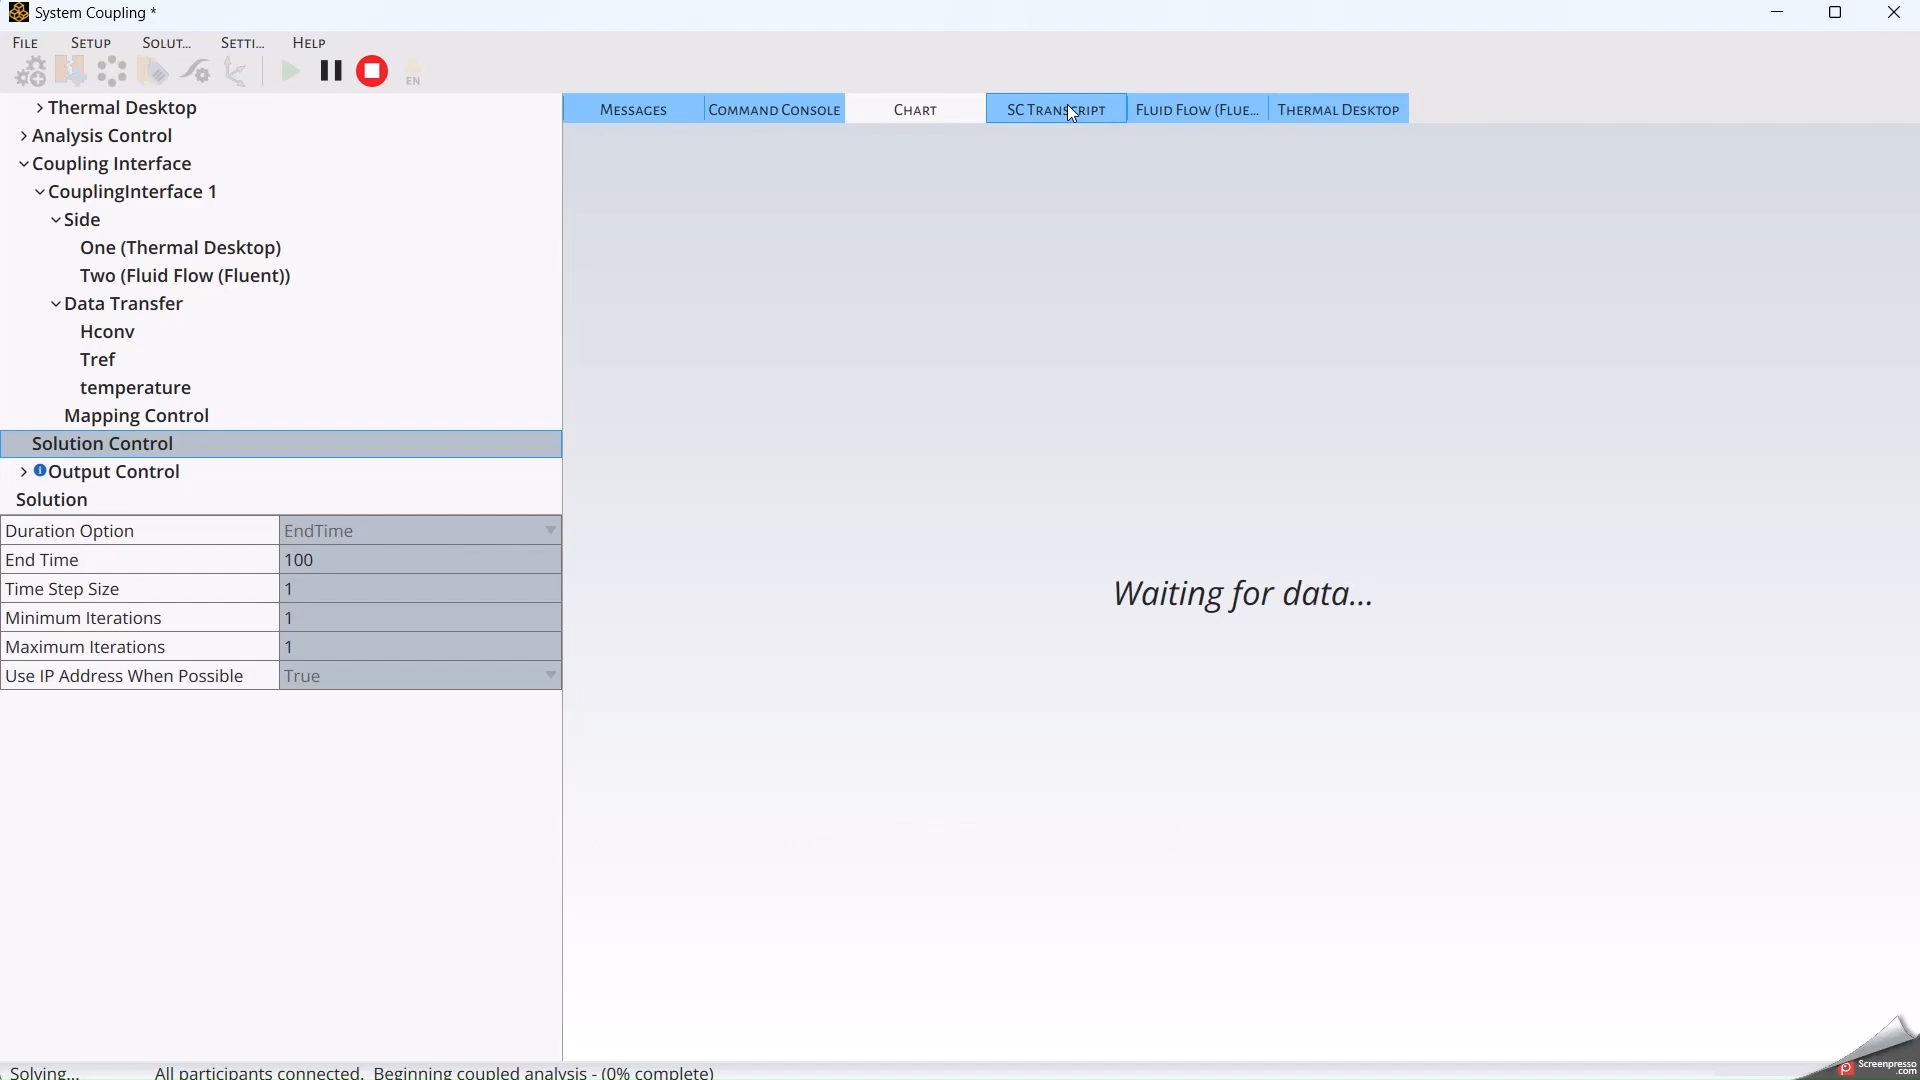 System Coupling *
FILE SETUP SOLUT... SETTI... HELP
EN
Thermal Desktop
Analysis Control
Coupling Interface
CouplingInterface 1
Side
One (Thermal Desktop)
Two (Fluid Flow (Fluent))
Data Transfer
Hconv
Tref
temperature
Mapping Control
Solution Control
Output Control
Solution
Duration Option EndTime
End Time 100
Time Step Size 1
Minimum Iterations 1
Maximum Iterations 1
Use IP Address When Possible True
MESSAGES COMMAND CONSOLE CHART SC TRANSCRIPT FLUID FLOW (FLUE... THERMAL DESKTOP
Waiting for data...
Solving... All participants connected. Beginning coupled analysis - (0% complete)
Screenpresso
.com